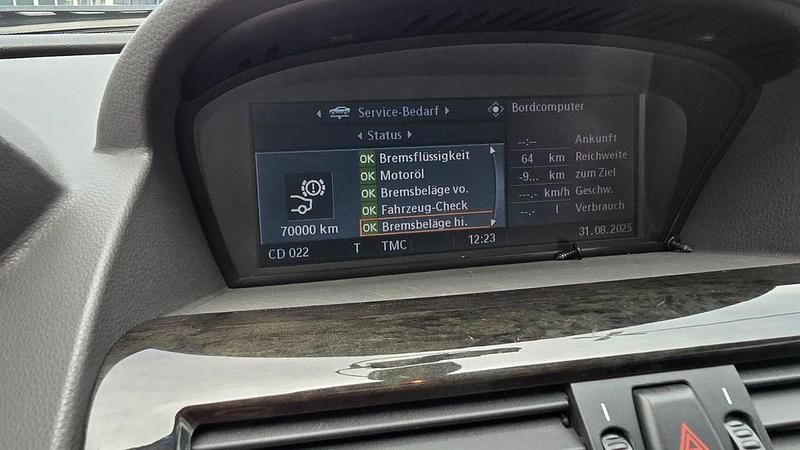 Service-Bedarf
Status
OK Bremsflüssigkeit
OK Motoröl
OK Bremsbeläge vo.
OK Fahrzeug-Check
OK Bremsbeläge hi.
70000 km
CD 022 T TMC 12:23
Bordcomputer
--:-- Ankunft
64 km Reichweite
-9... km zum Ziel
---.- km/h Geschw.
--.- l Verbrauch
31.08.2025